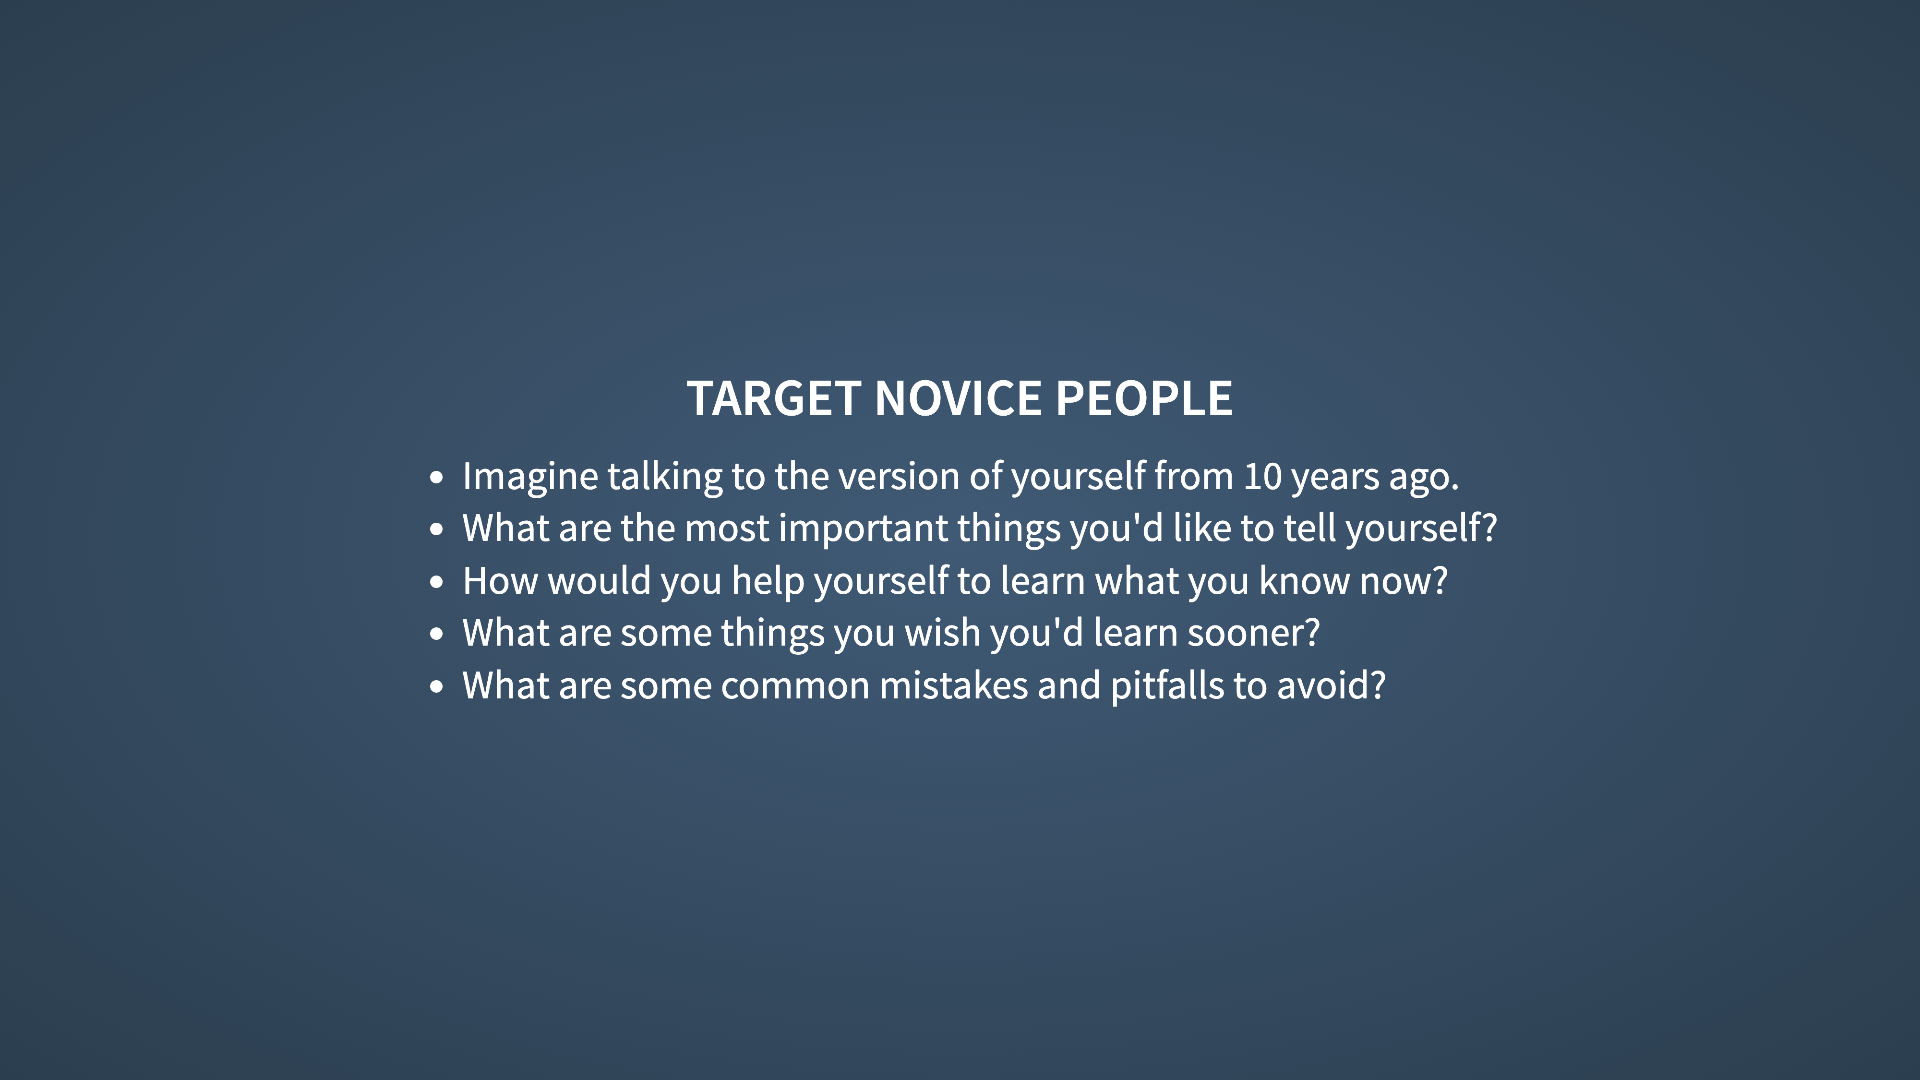 TARGET NOVICE PEOPLE
• Imagine talking to the version of yourself from 10 years ago.
• What are the most important things you'd like to tell yourself?
• How would you help yourself to learn what you know now?
• What are some things you wish you'd learn sooner?
• What are some common mistakes and pitfalls to avoid?